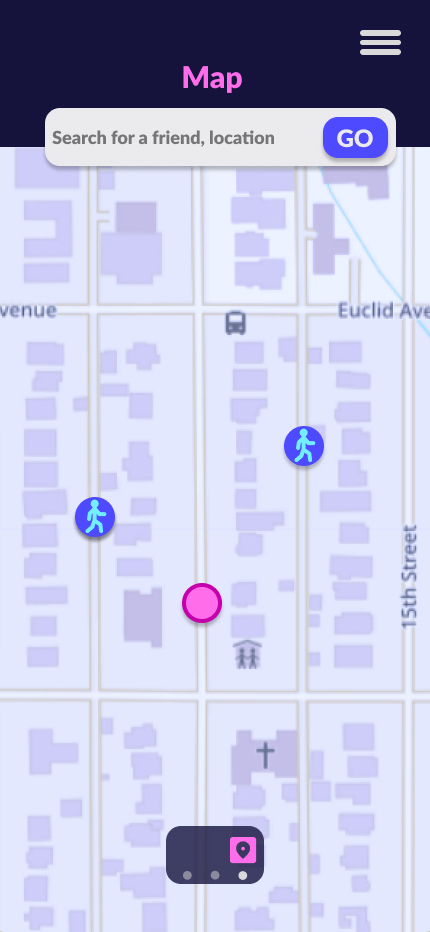 Map
Search for a friend, location
GO
venue
Euclid Ave
15th Street